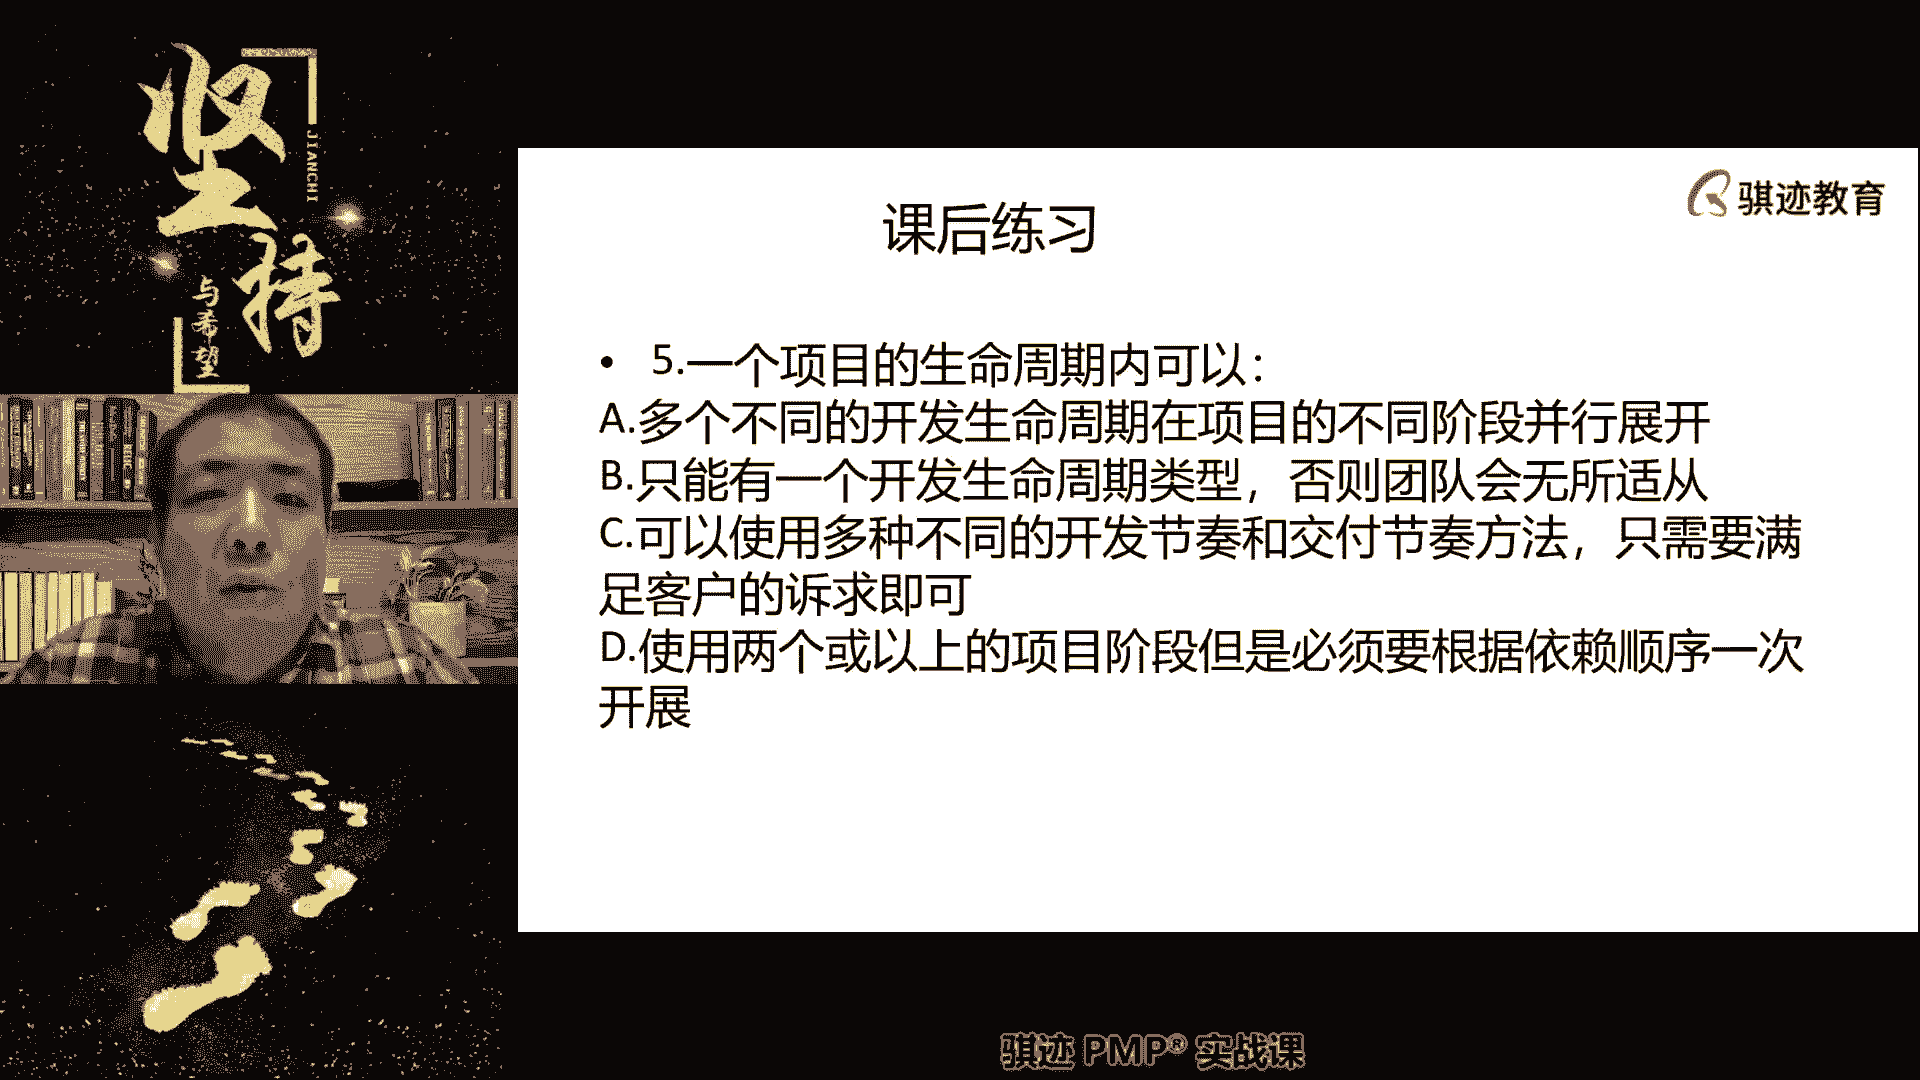 坚持
JIANCHI
与希望
骐迹教育
课后练习
• 5.一个项目的生命周期内可以：
A.多个不同的开发生命周期在项目的不同阶段并行展开
B.只能有一个开发生命周期类型，否则团队会无所适从
C.可以使用多种不同的开发节奏和交付节奏方法，只需要满
足客户的诉求即可
D.使用两个或以上的项目阶段但是必须要根据依赖顺序一次
开展
骐迹 PMP® 实战课